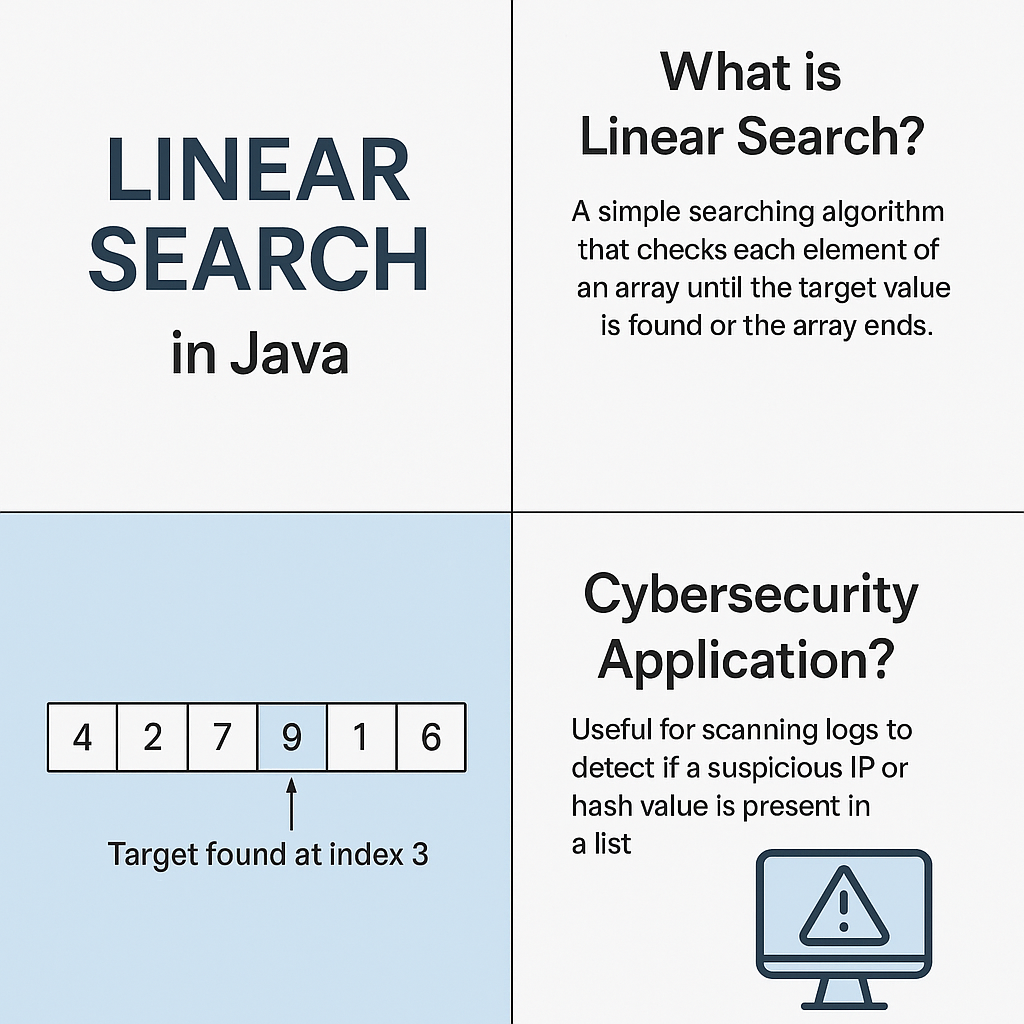 LINEAR
SEARCH
in Java
What is
Linear Search?
A simple searching algorithm
that checks each element of
an array until the target value
is found or the array ends.
4 2 7 9 1 6
Target found at index 3
Cybersecurity
Application?
Useful for scanning logs to
detect if a suspicious IP or
hash value is present in
a list